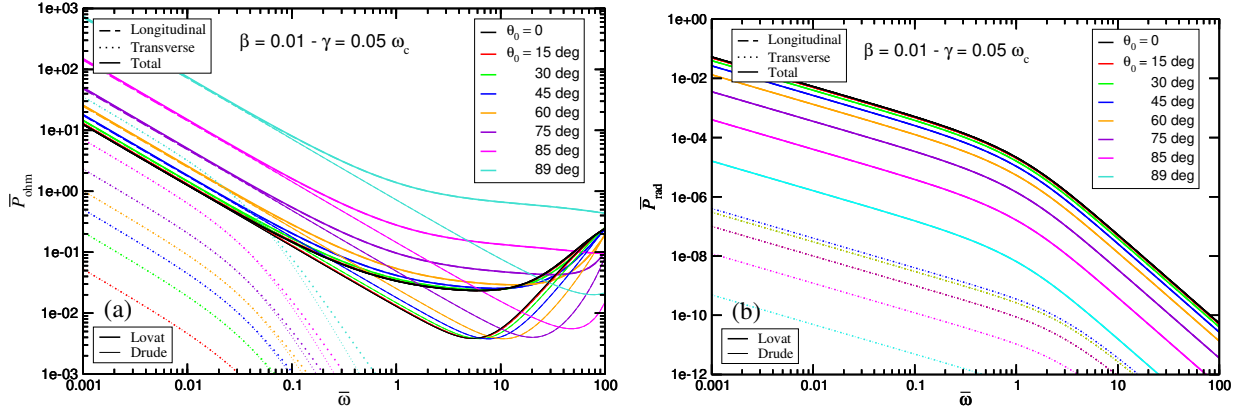 1e+03
1e+02
1e+01
1e+00
1e-01
1e-02
1e-03
P̅ohm
Longitudinal
Transverse
Total
β = 0.01 - γ = 0.05 ωc
θ0 = 0
θ0 = 15 deg
30 deg
45 deg
60 deg
75 deg
85 deg
89 deg
(a)
Lovat
Drude
0.001 0.01 0.1 1 10 100
ω̅
1e+00
1e-02
1e-04
1e-06
1e-08
1e-10
1e-12
P̅rad
Longitudinal
Transverse
Total
β = 0.01 - γ = 0.05 ωc
θ0 = 0
θ0 = 15 deg
30 deg
45 deg
60 deg
75 deg
85 deg
89 deg
(b)
Lovat
Drude
0.001 0.01 0.1 1 10 100
ω̅